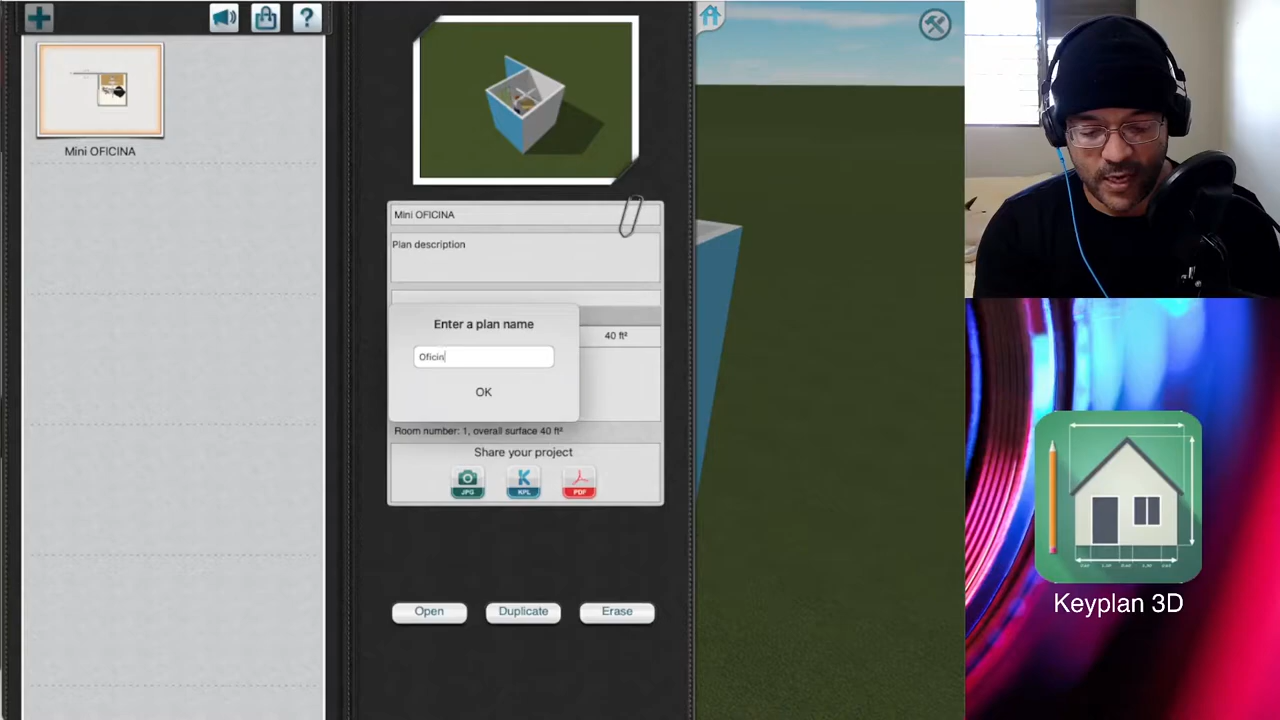 ?
Mini OFICINA
Mini OFICINA
Plan description
Enter a plan name
Oficin
OK
40 ft²
Room number: 1, overall surface 40 ft²
Share your project
JPG
K
KPL
PDF
Open
Duplicate
Erase
Keyplan 3D